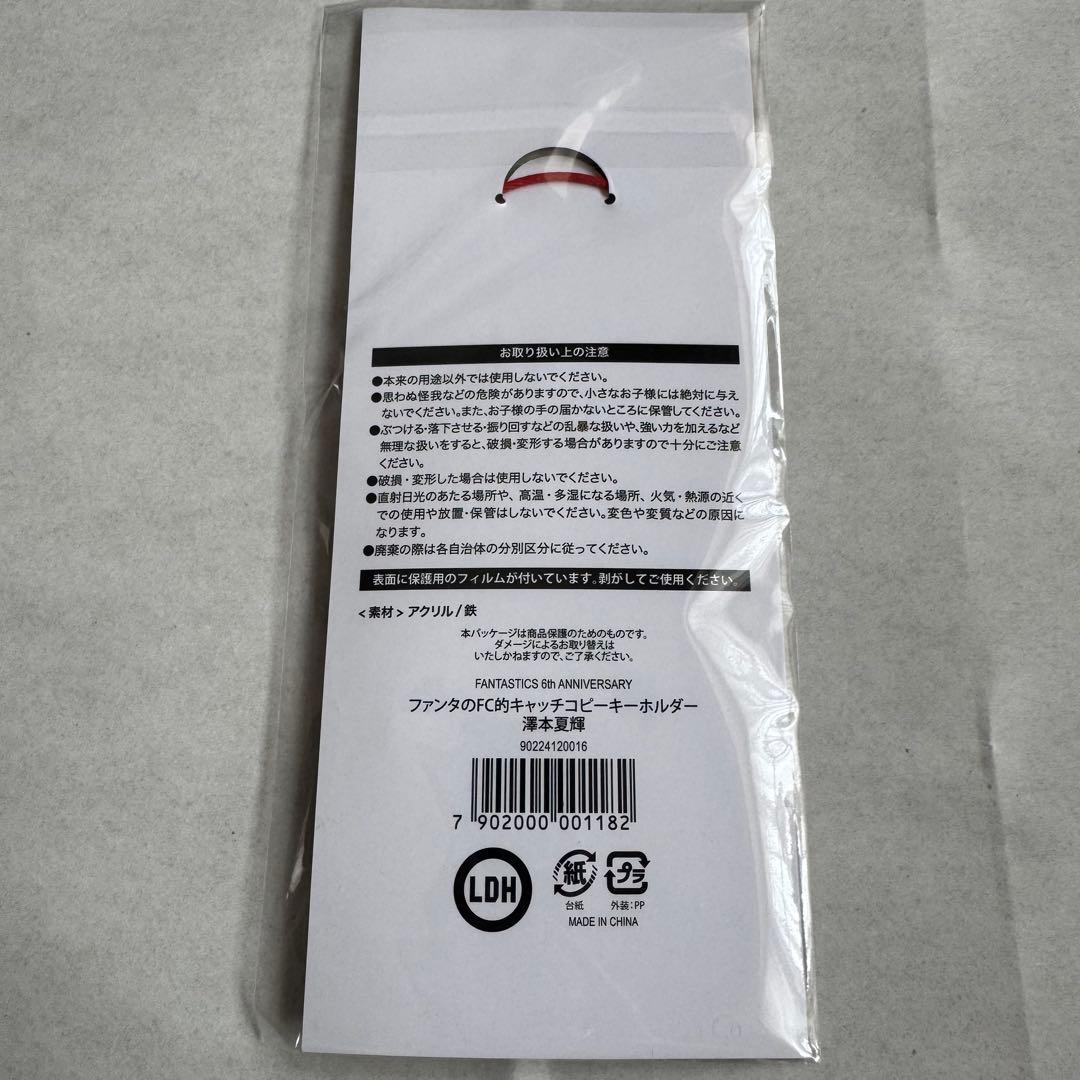 お取り扱い上の注意
●本来の用途以外では使用しないでください。
●思わぬ怪我などの危険がありますので、小さなお子様には絶対に与え
ないでください。また、お子様の手の届かないところに保管してください。
●ぶつける・落下させる・振り回すなどの乱暴な扱いや、強い力を加えるなど
無理な扱いをすると、破損・変形する場合がありますので十分にご注意
ください。
●破損・変形した場合は使用しないでください。
●直射日光のあたる場所や、高温・多湿になる場所、火気・熱源の近く
での使用や放置・保管はしないでください。変色や変質などの原因に
なります。
●廃棄の際は各自治体の分別区分に従ってください。
表面に保護用のフィルムが付いています。剥がしてご使用ください。
<素材> アクリル/鉄
本パッケージは商品保護のためのものです。
ダメージによるお取り替えは
いたしかねますので、ご了承ください。
FANTASTICS 6th ANNIVERSARY
ファンタのFC的キャッチコピーキーホルダー
澤本夏輝
90224120016
7 902000 001182
LDH
紙 プラ
台紙 外装:PP
MADE IN CHINA